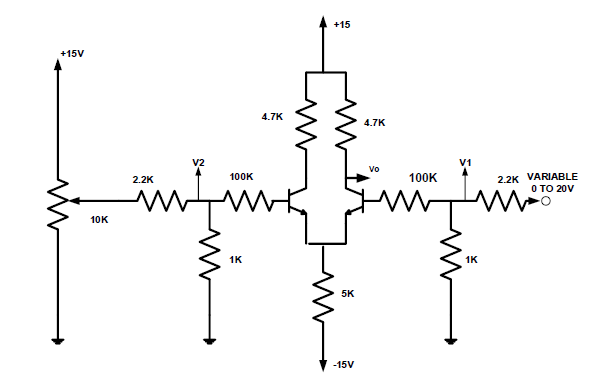 +15
+15V
4.7K
4.7K
V2
Vo
V1
2.2K
100K
100K
2.2K
VARIABLE
0 TO 20V
10K
1K
1K
5K
-15V